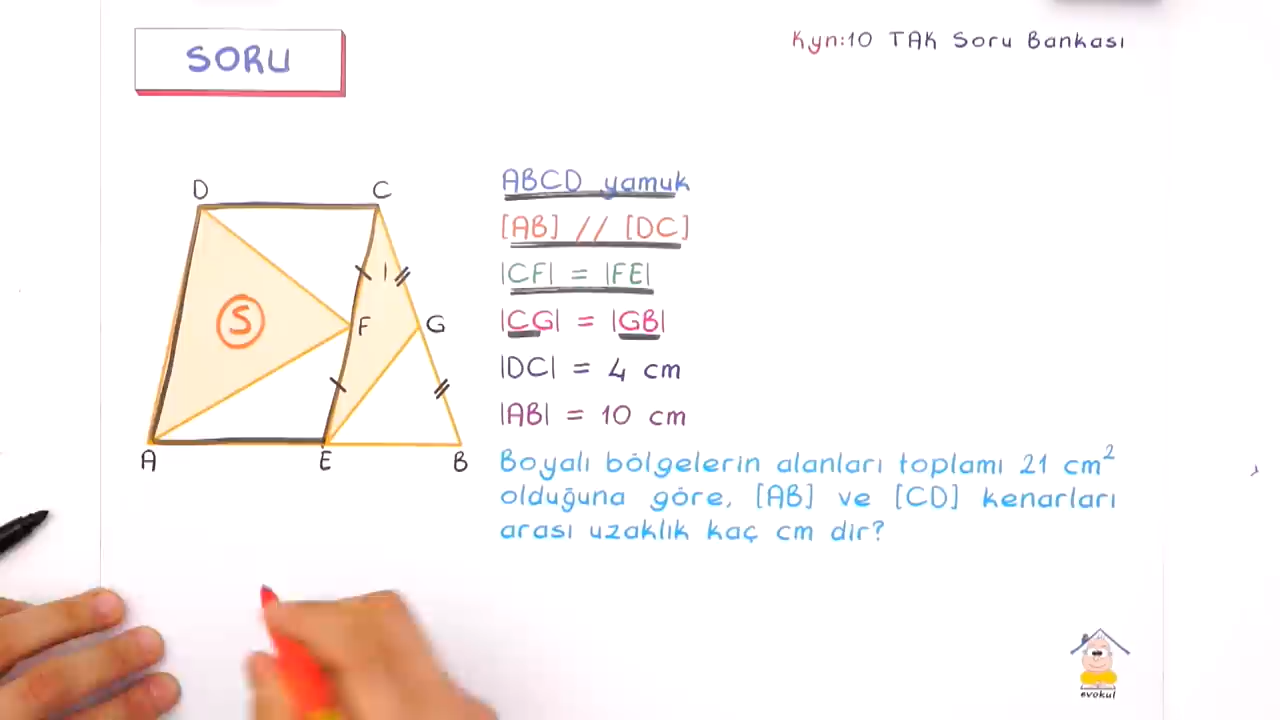 SORU
Kyn:10 TAK Soru Bankası
D
C
ABCD yamuk
[AB] // [DC]
|CF| = |FE|
S
F
G
|CG| = |GB|
|DC| = 4 cm
|AB| = 10 cm
A
E
B
Boyalı bölgelerin alanları toplamı 21 cm²
olduğuna göre, [AB] ve [CD] kenarları
arası uzaklık kaç cm dir?
evokul